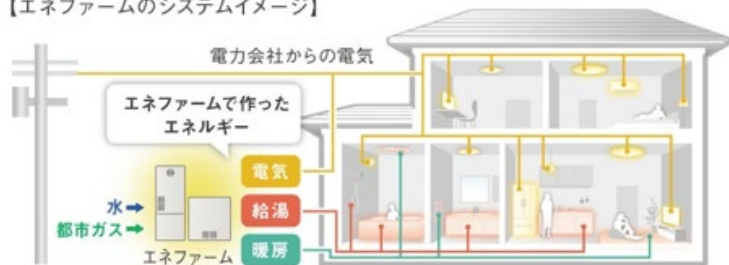 【エネファームのシステムイメージ】
電力会社からの電気
エネファームで作った
エネルギー
電気
水
給湯
都市ガス
エネファーム
暖房